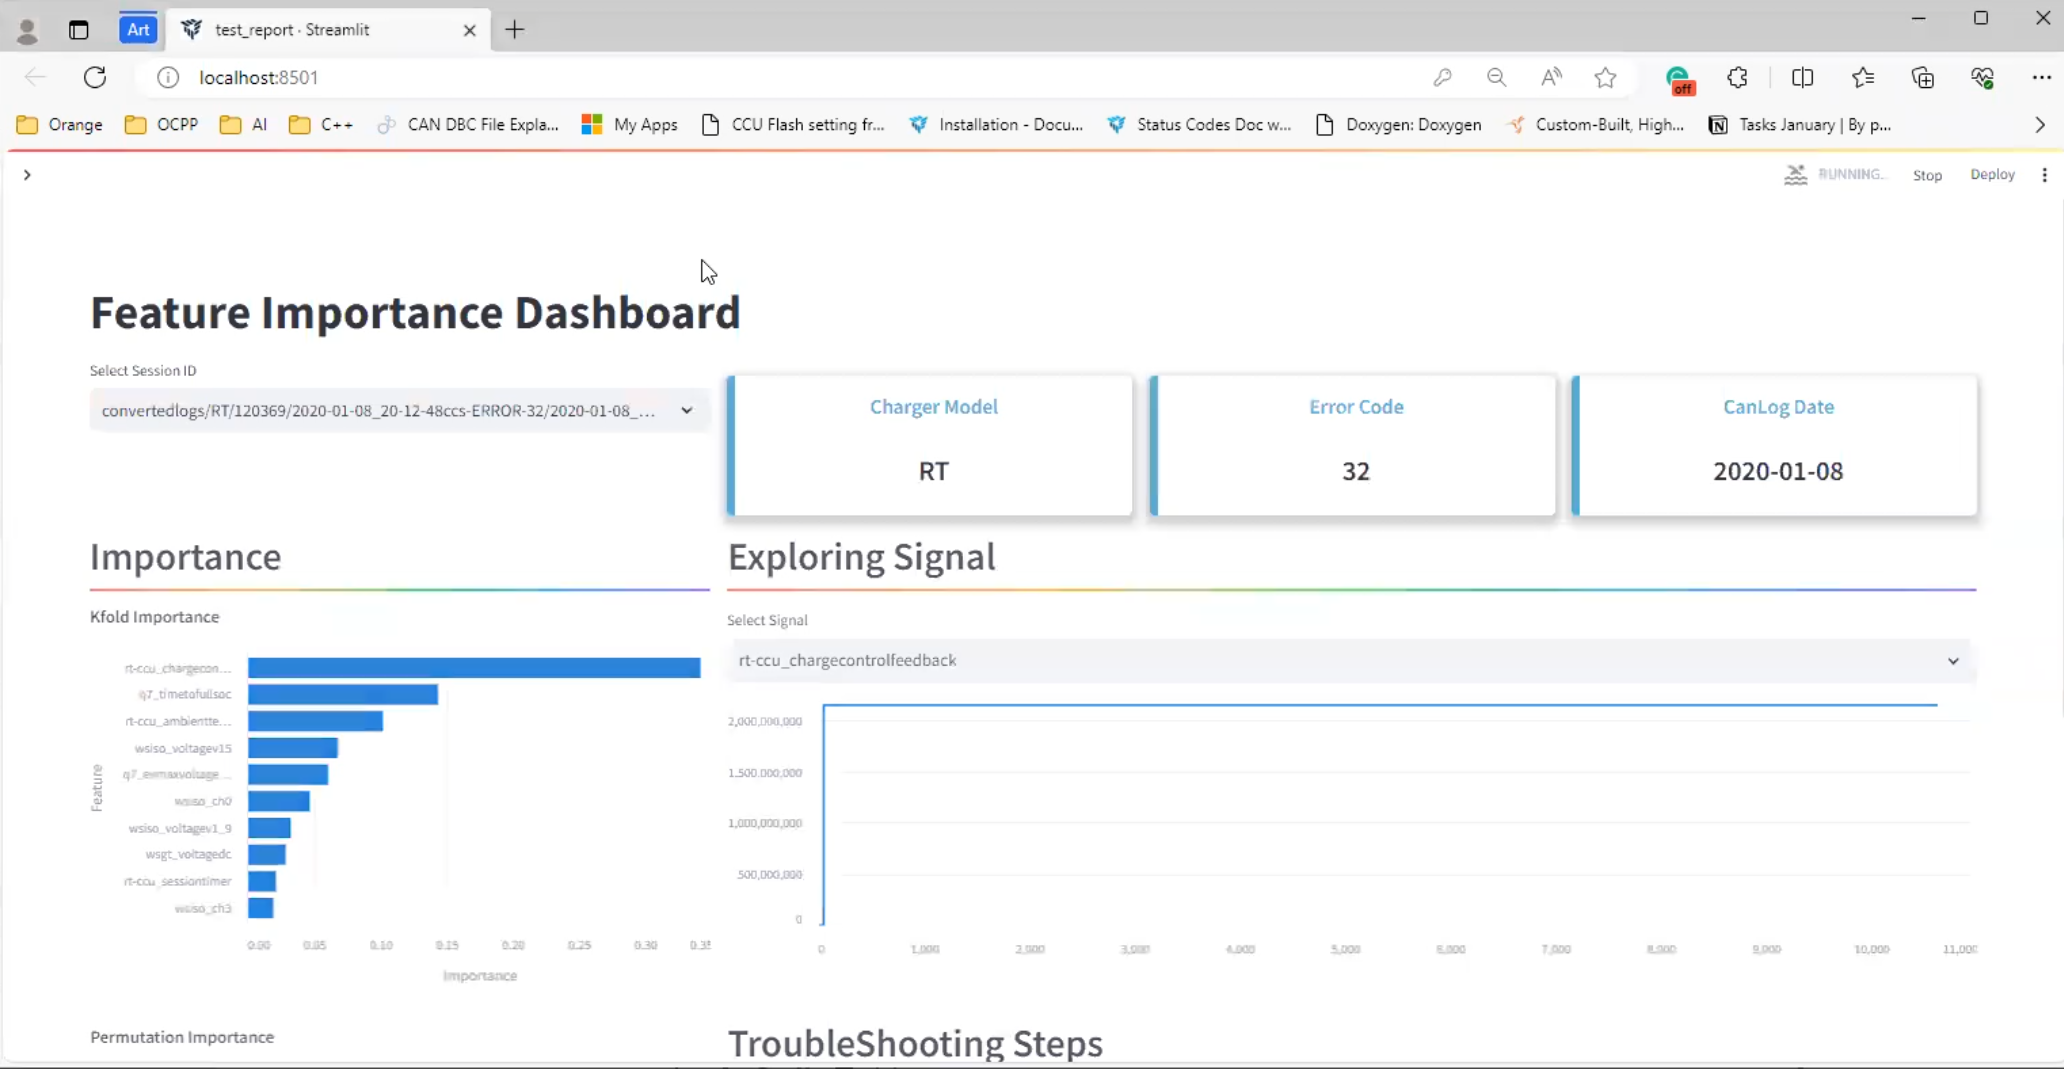 Art
test_report · Streamlit
localhost:8501
off
Orange
OCPP
AI
C++
CAN DBC File Expla...
My Apps
CCU Flash setting fr...
Installation - Docu...
Status Codes Doc w...
Doxygen: Doxygen
Custom-Built, High...
Tasks January | By p...
RUNNING...
Stop
Deploy
Feature Importance Dashboard
Select Session ID
convertedlogs/RT/120369/2020-01-08_20-12-48ccs-ERROR-32/2020-01-08_...
Charger Model
RT
Error Code
32
CanLog Date
2020-01-08
Importance
Kfold Importance
rt-ccu_chargecon...
q7_timetofullsoc
rt-ccu_ambientte...
wsiso_voltagev15
q7_evmaxvoltage...
wsiso_ch0
wsiso_voltagev1_9
wsgt_voltagedc
rt-ccu_sessiontimer
wsiso_ch3
Feature
0.00 0.05 0.10 0.15 0.20 0.25 0.30 0.35
Importance
Permutation Importance
Exploring Signal
Select Signal
rt-ccu_chargecontrolfeedback
2,000,000,000
1,500,000,000
1,000,000,000
500,000,000
0
0 1,000 2,000 3,000 4,000 5,000 6,000 7,000 8,000 9,000 10,000 11,000
TroubleShooting Steps